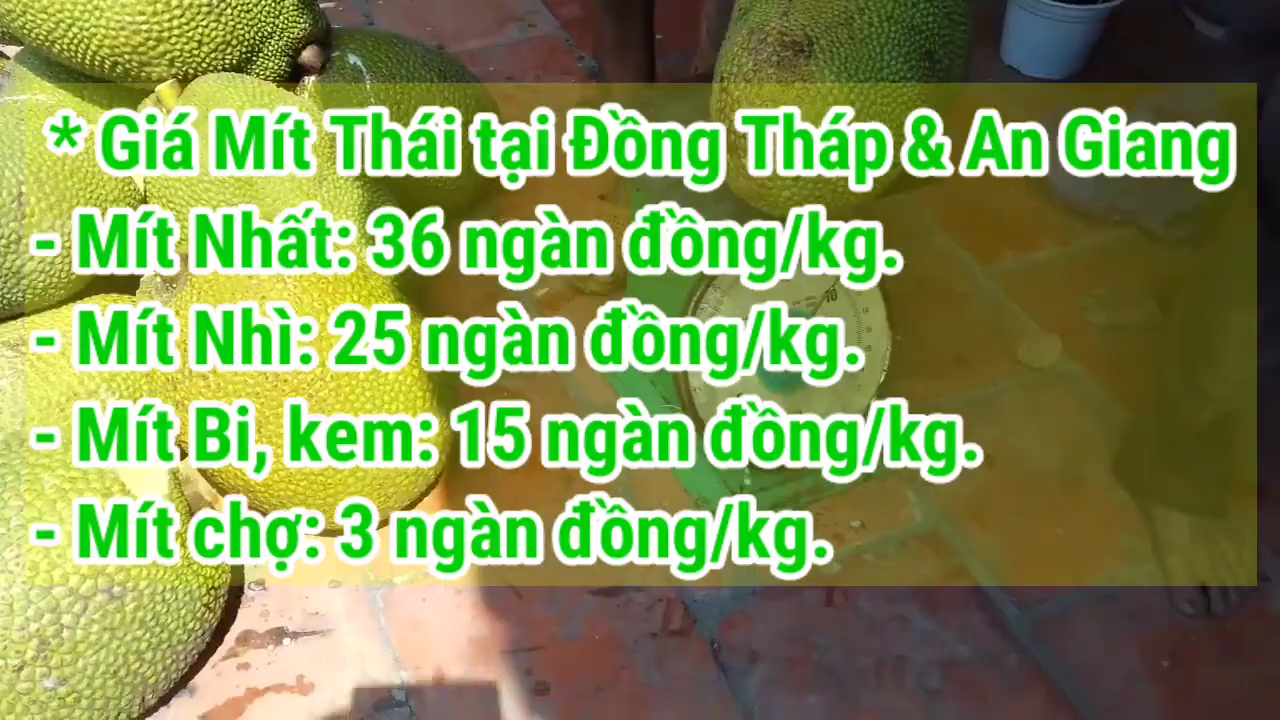 * Giá Mít Thái tại Đồng Tháp & An Giang
- Mít Nhất: 36 ngàn đồng/kg.
- Mít Nhì: 25 ngàn đồng/kg.
- Mít Bi, kem: 15 ngàn đồng/kg.
- Mít chợ: 3 ngàn đồng/kg.